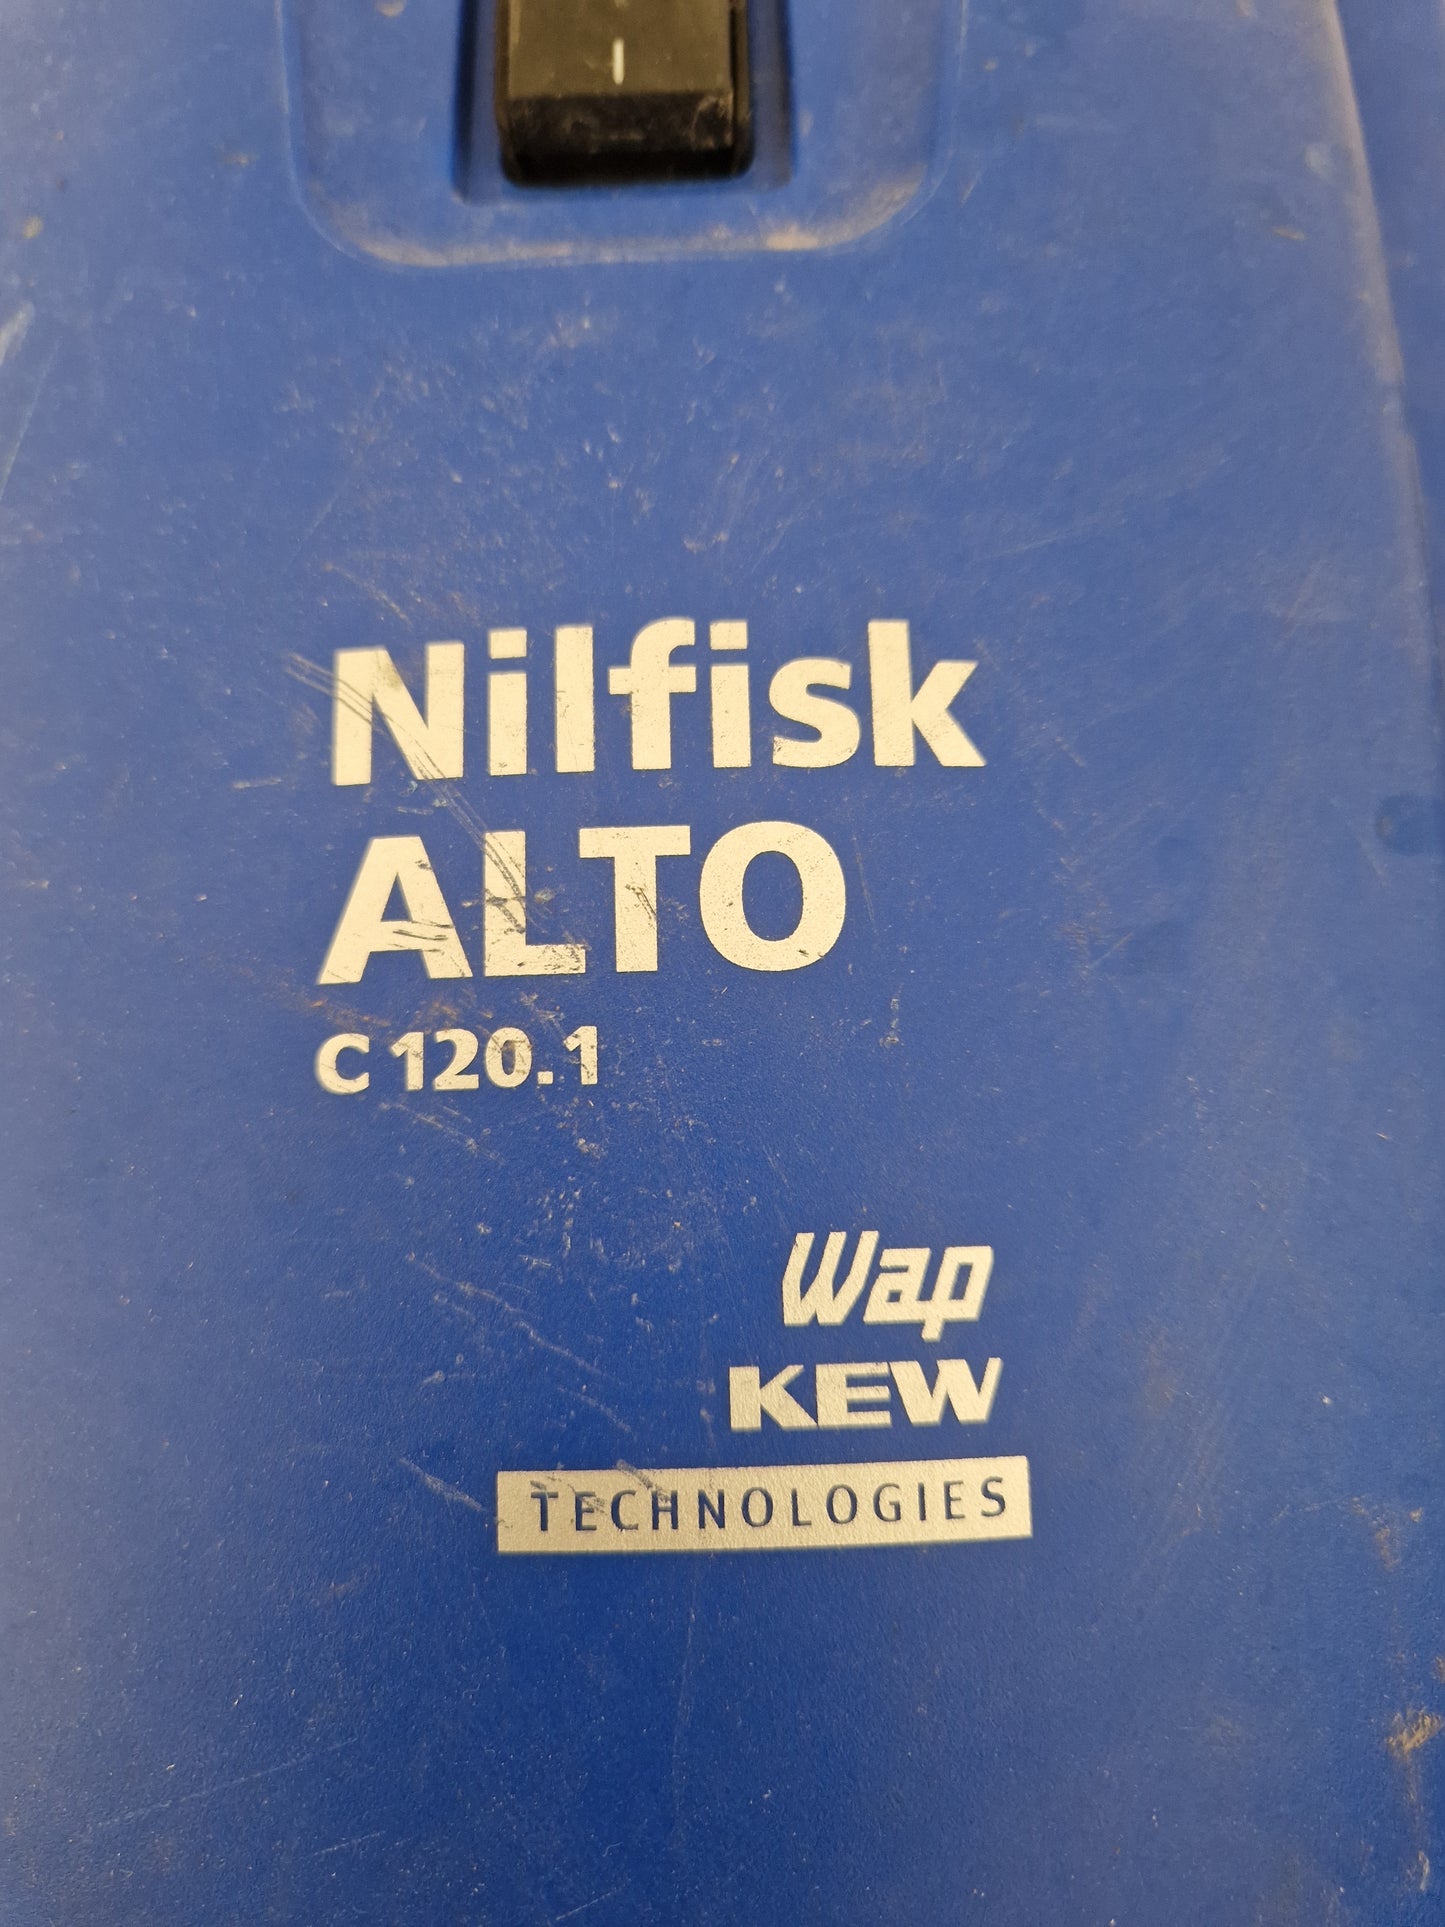 Nilfisk
ALTO
C 120.1
Wap
KEW
TECHNOLOGIES